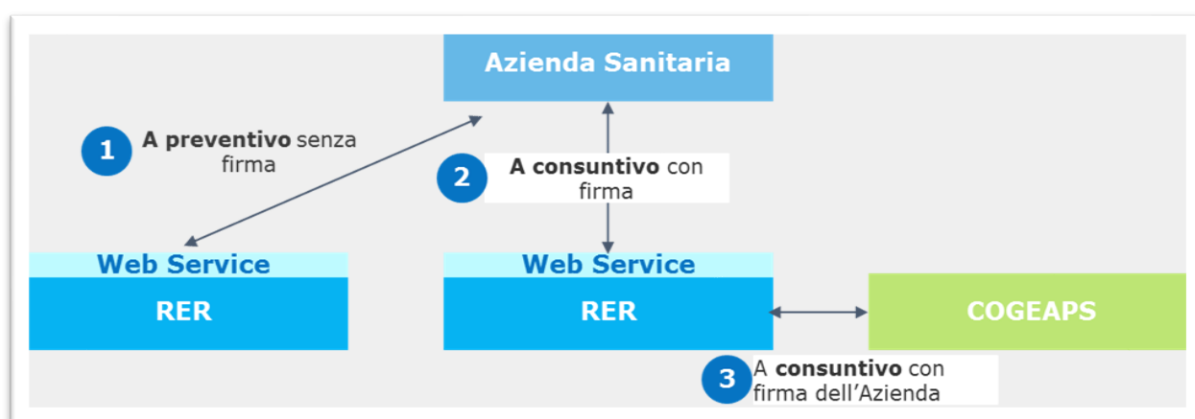 Azienda Sanitaria
1
A preventivo senza
firma
2
A consuntivo con
firma
Web Service
RER
Web Service
RER
COGEAPS
3
A consuntivo con
firma dell’Azienda